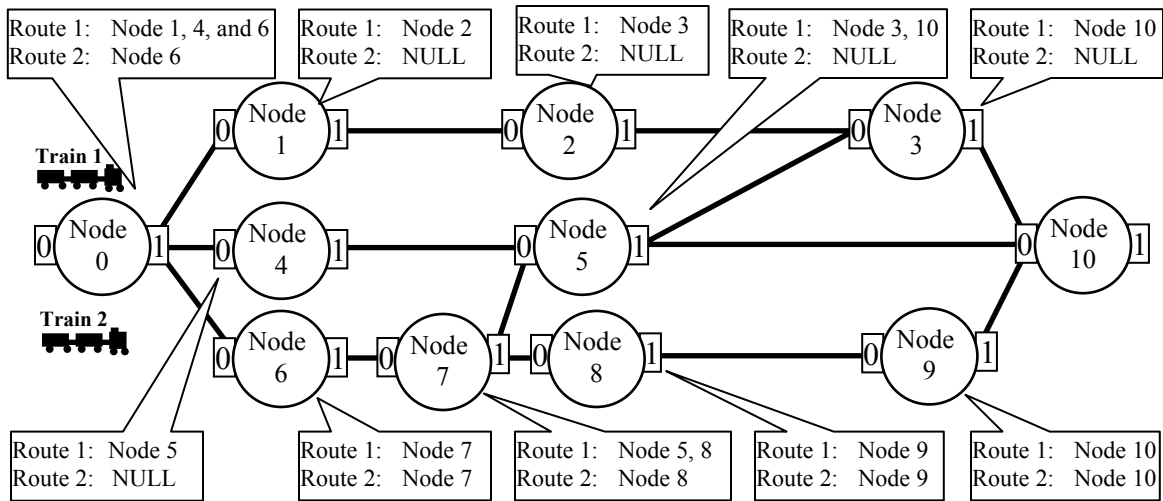 Route 1: Node 1, 4, and 6
Route 2: Node 6
Route 1: Node 2
Route 2: NULL
Route 1: Node 3
Route 2: NULL
Route 1: Node 3, 10
Route 2: NULL
Route 1: Node 10
Route 2: NULL
0 Node 1 1
0 Node 2 1
0 Node 3 1
Train 1
0 Node 0 1
0 Node 4 1
0 Node 5 1
0 Node 10 1
Train 2
0 Node 6 1
0 Node 7 1
0 Node 8 1
0 Node 9 1
Route 1: Node 5
Route 2: NULL
Route 1: Node 7
Route 2: Node 7
Route 1: Node 5, 8
Route 2: Node 8
Route 1: Node 9
Route 2: Node 9
Route 1: Node 10
Route 2: Node 10